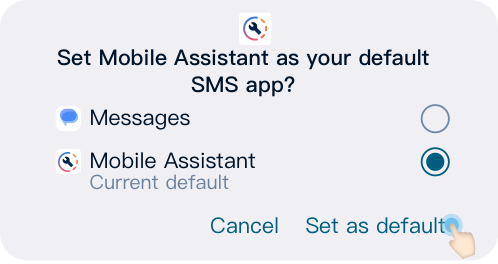 Set Mobile Assistant as your default
SMS app?
Messages
Mobile Assistant
Current default
Cancel Set as default